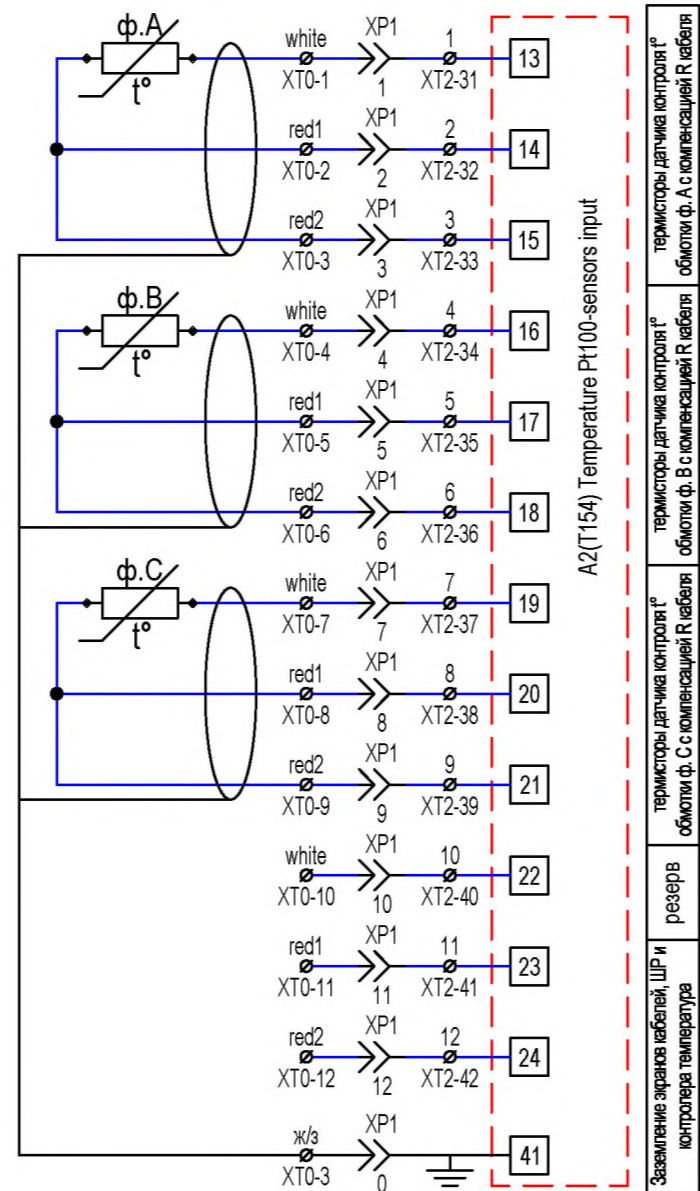 ф.A
t°
white
XT0-1
XP1
1
1
XT2-31
13
red1
XT0-2
XP1
2
2
XT2-32
14
red2
XT0-3
XP1
3
3
XT2-33
15
ф.B
t°
white
XT0-4
XP1
4
4
XT2-34
16
red1
XT0-5
XP1
5
5
XT2-35
17
red2
XT0-6
XP1
6
6
XT2-36
18
ф.C
t°
white
XT0-7
XP1
7
7
XT2-37
19
red1
XT0-8
XP1
8
8
XT2-38
20
red2
XT0-9
XP1
9
9
XT2-39
21
white
XT0-10
XP1
10
10
XT2-40
22
red1
XT0-11
XP1
11
11
XT2-41
23
red2
XT0-12
XP1
12
12
XT2-42
24
ж/з
XT0-3
XP1
0
41
A2(T154) Temperature Pt100-sensors input
термисторы датчика контроля t°
обмотки ф. А с компенсацией R кабеля
термисторы датчика контроля t°
обмотки ф. В с компенсацией R кабеля
термисторы датчика контроля t°
обмотки ф. С с компенсацией R кабеля
резерв
Заземление экранов кабелей, ШР и
контролера температура